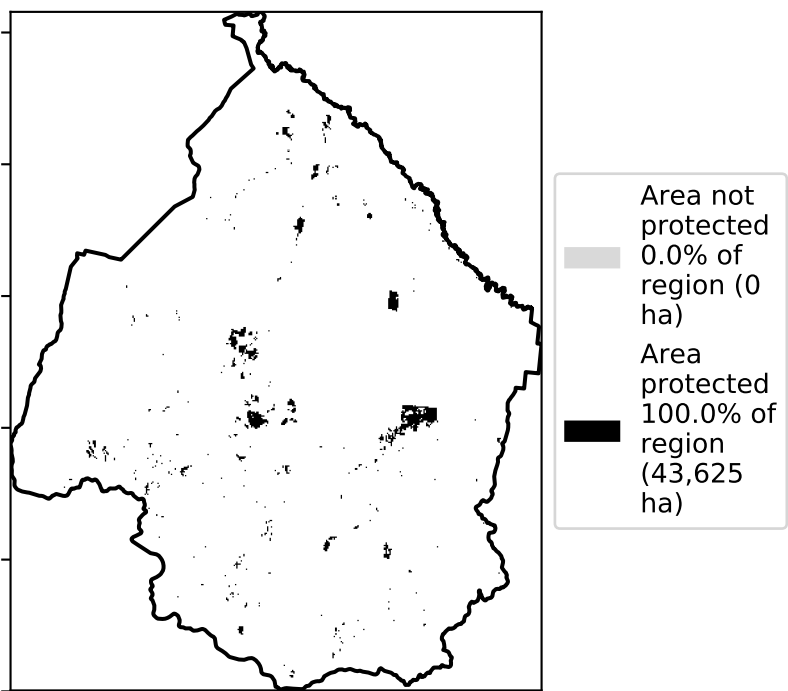 Area not
protected
0.0% of
region (0
ha)
Area
protected
100.0% of
region
(43,625
ha)